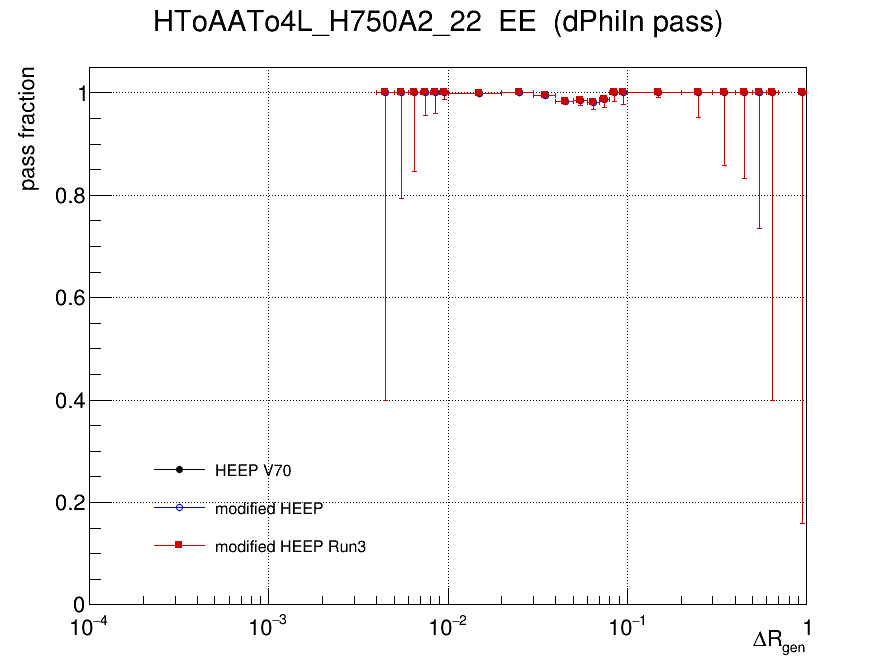 HToAATo4L_H750A2_22 EE (dPhiIn pass)
pass fraction
1
0.8
0.6
0.4
0.2
0
HEEP V70
modified HEEP
modified HEEP Run3
10⁻⁴
10⁻³
10⁻²
10⁻¹
1
ΔR_gen